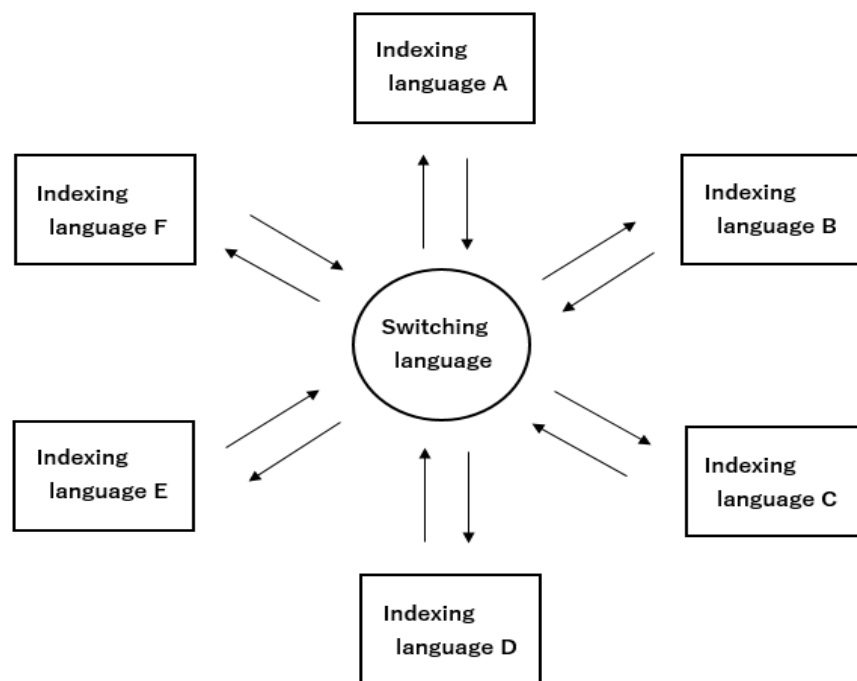 Indexing
language A
Indexing
language F
Indexing
language B
Switching
language
Indexing
language E
Indexing
language C
Indexing
language D